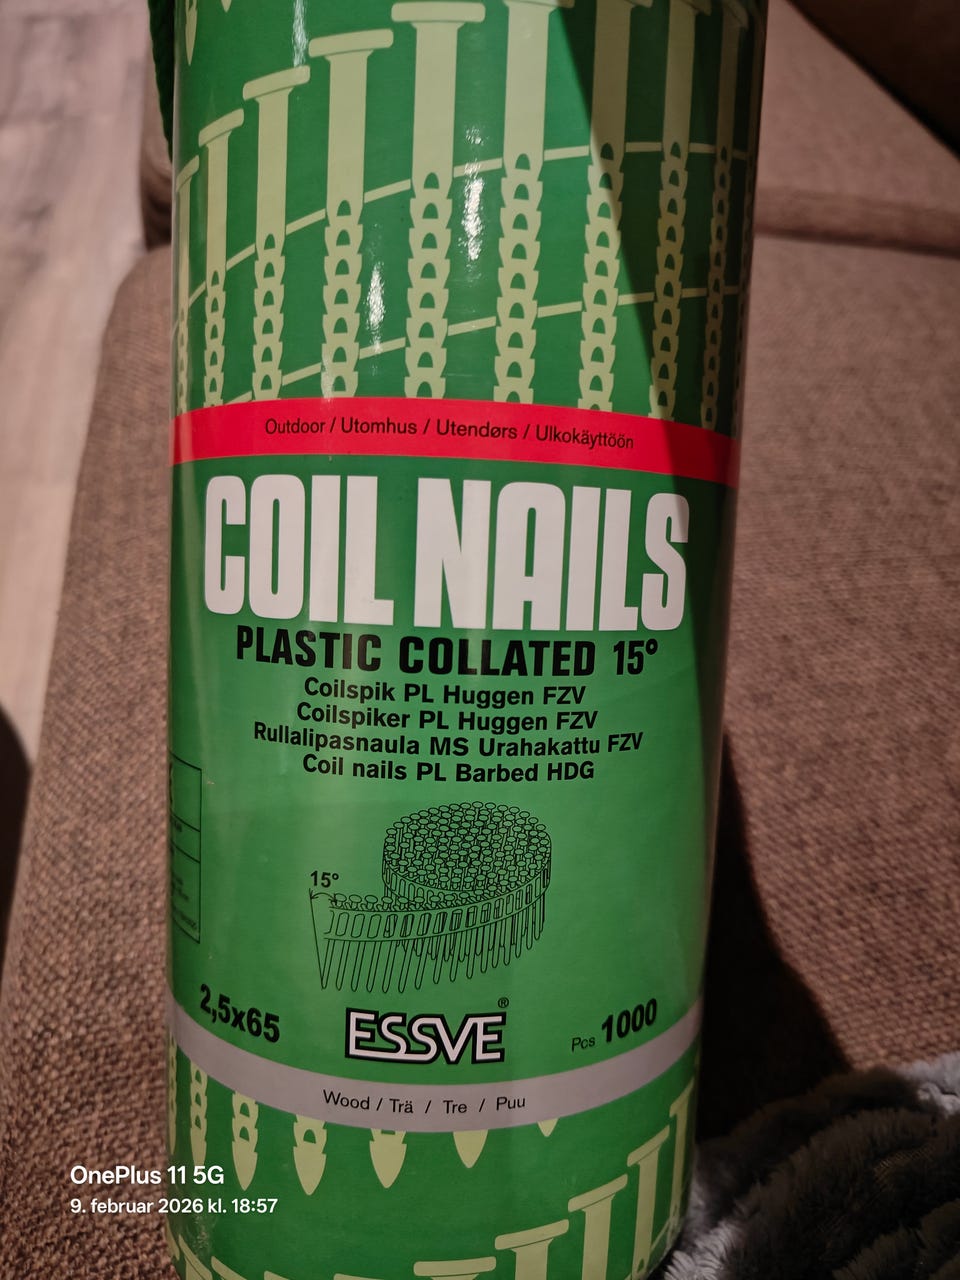 Outdoor / Utomhus / Utendørs / Ulkokäyttöön
COIL NAILS
PLASTIC COLLATED 15°
Coilspik PL Huggen FZV
Coilspiker PL Huggen FZV
Rullalipasnaula MS Urahakattu FZV
Coil nails PL Barbed HDG
15°
2,5x65
ESSVE®
Pcs 1000
Wood / Trä / Tre / Puu
OnePlus 11 5G
9. februar 2026 kl. 18:57